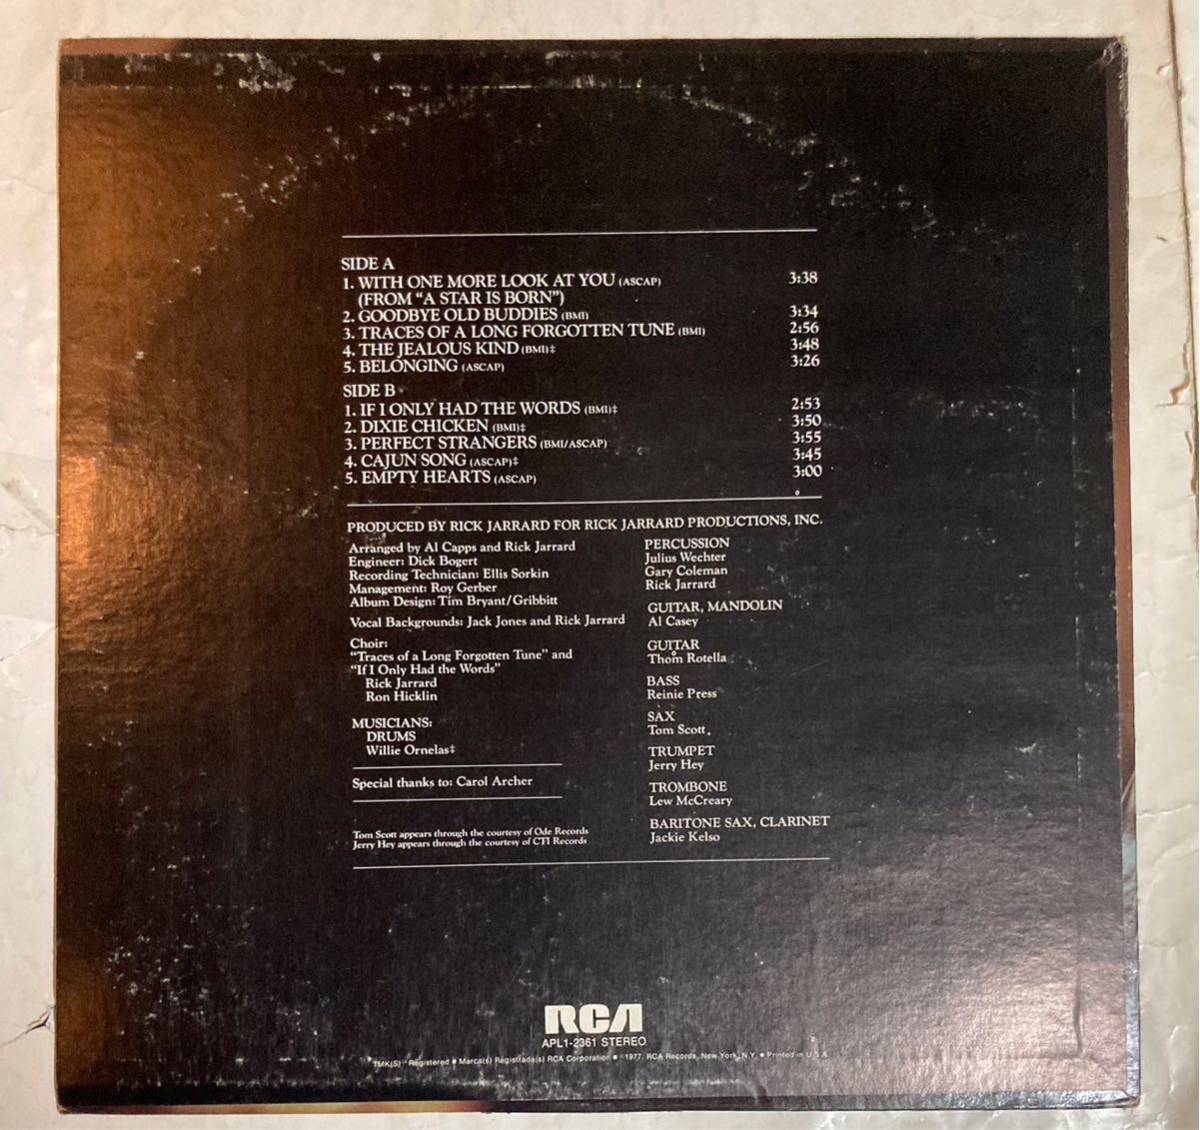 SIDE A
1. WITH ONE MORE LOOK AT YOU (ASCAP) 3:38
(FROM "A STAR IS BORN")
2. GOODBYE OLD BUDDIES (BMI) 3:34
3. TRACES OF A LONG FORGOTTEN TUNE (BMI) 2:56
4. THE JEALOUS KIND (BMI)‡ 3:48
5. BELONGING (ASCAP) 3:26
SIDE B
1. IF I ONLY HAD THE WORDS (BMI)‡ 2:53
2. DIXIE CHICKEN (BMI)‡ 3:50
3. PERFECT STRANGERS (BMI/ASCAP) 3:55
4. CAJUN SONG (ASCAP)‡ 3:45
5. EMPTY HEARTS (ASCAP) 3:00
PRODUCED BY RICK JARRARD FOR RICK JARRARD PRODUCTIONS, INC.
Arranged by Al Capps and Rick Jarrard
Engineer: Dick Bogert
Recording Technician: Ellis Sorkin
Management: Roy Gerber
Album Design: Tim Bryant/Gribbitt
Vocal Backgrounds: Jack Jones and Rick Jarrard
Choir:
"Traces of a Long Forgotten Tune" and
"If I Only Had the Words"
Rick Jarrard
Ron Hicklin
MUSICIANS:
DRUMS
Willie Ornelas‡
Special thanks to: Carol Archer
Tom Scott appears through the courtesy of Ode Records
Jerry Hey appears through the courtesy of CTI Records
PERCUSSION
Julius Wechter
Gary Coleman
Rick Jarrard
GUITAR, MANDOLIN
Al Casey
GUITAR
Thom Rotella
BASS
Reinie Press
SAX
Tom Scott
TRUMPET
Jerry Hey
TROMBONE
Lew McCreary
BARITONE SAX, CLARINET
Jackie Kelso
RCA
APL1-2361 STEREO
TMK(S) ® Registered • Marca(s) Registrada(s) RCA Corporation • ©1977, RCA Records, New York, N.Y. • Printed in U.S.A.